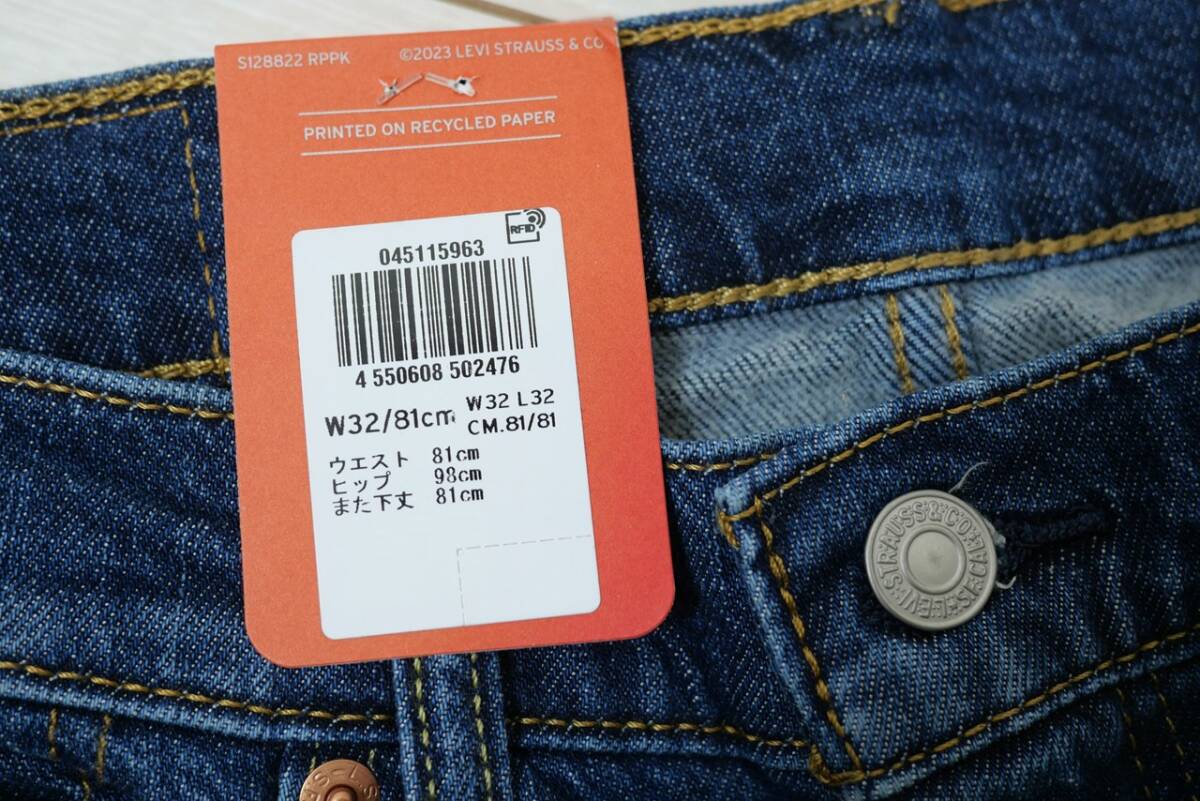 S128822 RPPK ©2023 LEVI STRAUSS & CO
PRINTED ON RECYCLED PAPER
RFID
045115963
4 550608 502476
W32/81cm
W32 L32
CM.81/81
ウエスト 81cm
ヒップ 98cm
また下丈 81cm
LEVI STRAUSS&CO